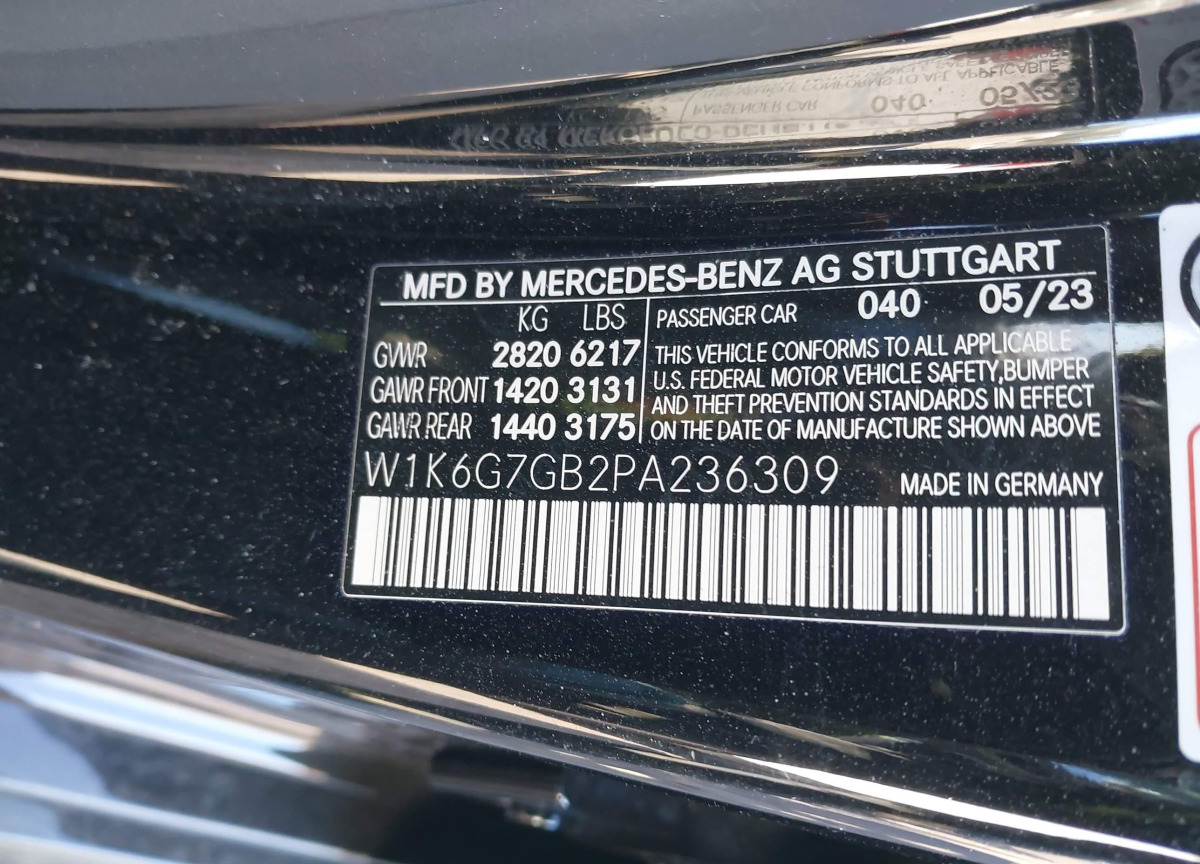 MFD BY MERCEDES-BENZ AG STUTTGART
KG LBS
GVWR 2820 6217
GAWR FRONT 1420 3131
GAWR REAR 1440 3175
PASSENGER CAR 040 05/23
THIS VEHICLE CONFORMS TO ALL APPLICABLE
U.S. FEDERAL MOTOR VEHICLE SAFETY,BUMPER
AND THEFT PREVENTION STANDARDS IN EFFECT
ON THE DATE OF MANUFACTURE SHOWN ABOVE
W1K6G7GB2PA236309 MADE IN GERMANY